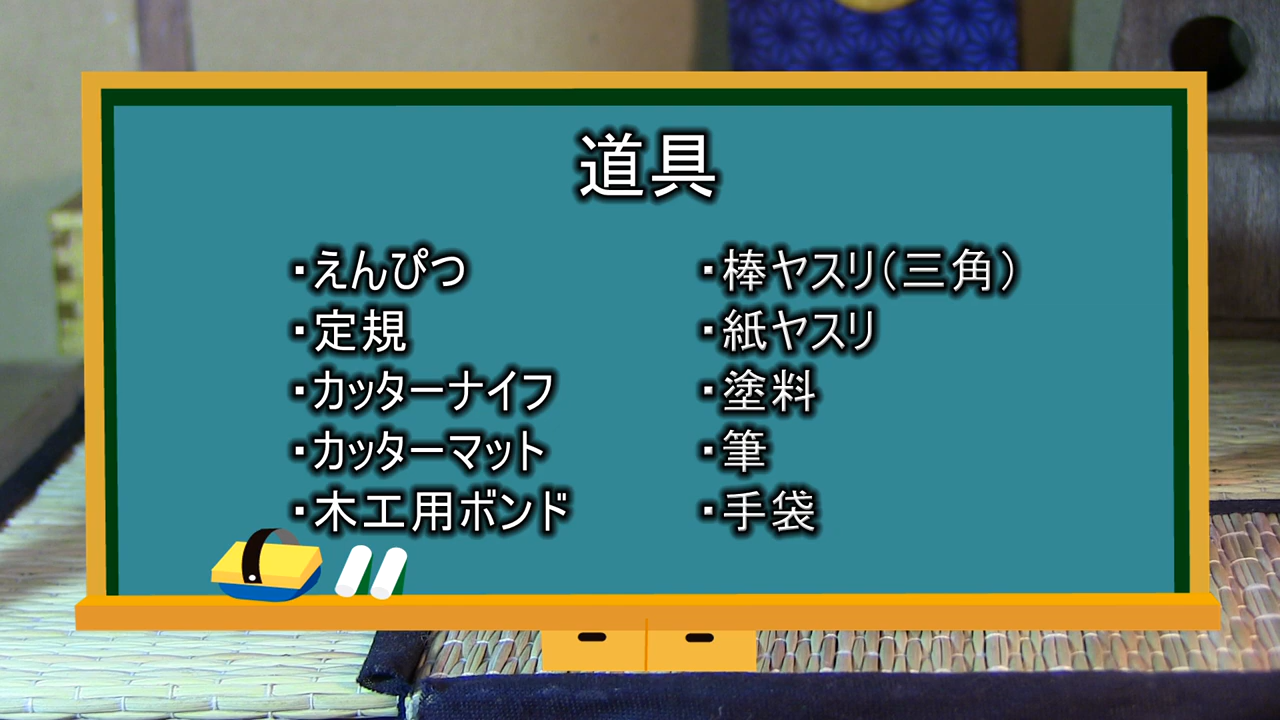 道具
・えんぴつ
・定規
・カッターナイフ
・カッターマット
・木工用ボンド
・棒ヤスリ(三角)
・紙ヤスリ
・塗料
・筆
・手袋